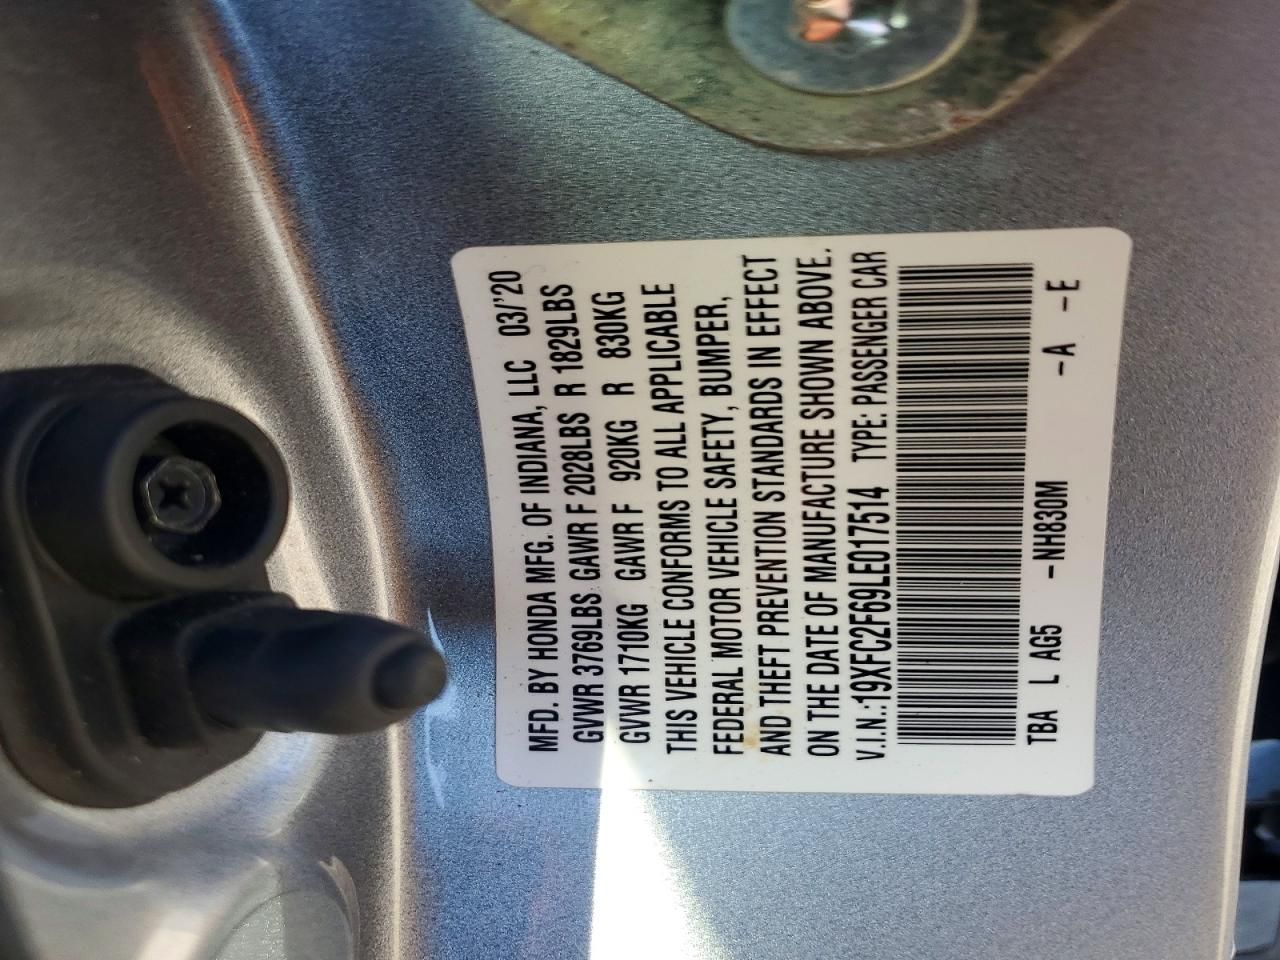 MFD. BY HONDA MFG. OF INDIANA, LLC 03/'20
GVWR 3769LBS GAWR F 2028LBS R 1829LBS
GVWR 1710KG GAWR F 920KG R 830KG
THIS VEHICLE CONFORMS TO ALL APPLICABLE
FEDERAL MOTOR VEHICLE SAFETY, BUMPER,
AND THEFT PREVENTION STANDARDS IN EFFECT
ON THE DATE OF MANUFACTURE SHOWN ABOVE.
V.I.N.:19XFC2F69LE017514 TYPE: PASSENGER CAR
TBA L AG5 -NH830M -A -E